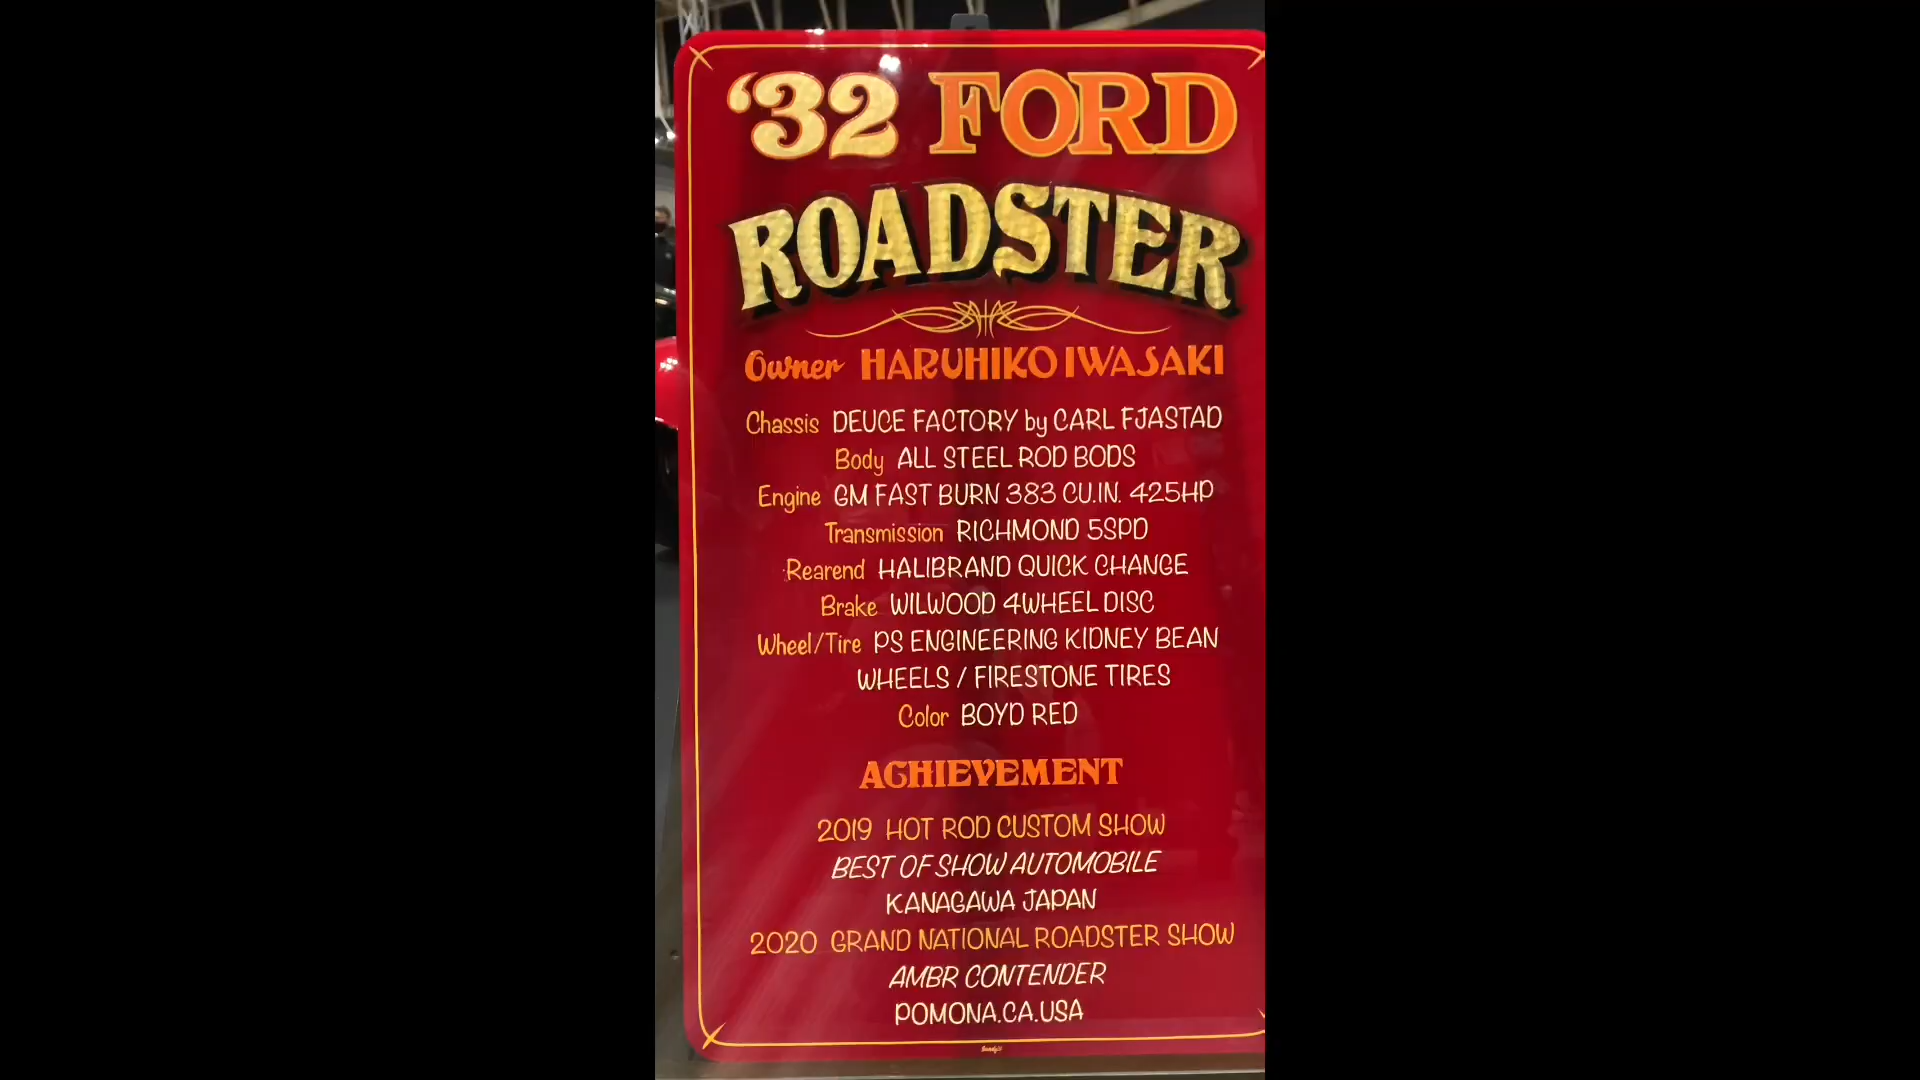 ‘32 FORD
ROADSTER
Owner HARUHIKO IWASAKI
Chassis DEUCE FACTORY by CARL FJASTAD
Body ALL STEEL ROD BODS
Engine GM FAST BURN 383 CU.IN. 425HP
Transmission RICHMOND 5SPD
Rearend HALIBRAND QUICK CHANGE
Brake WILWOOD 4WHEEL DISC
Wheel/Tire PS ENGINEERING KIDNEY BEAN
WHEELS / FIRESTONE TIRES
Color BOYD RED
ACHIEVEMENT
2019 HOT ROD CUSTOM SHOW
BEST OF SHOW AUTOMOBILE
KANAGAWA JAPAN
2020 GRAND NATIONAL ROADSTER SHOW
AMBR CONTENDER
POMONA.CA.USA